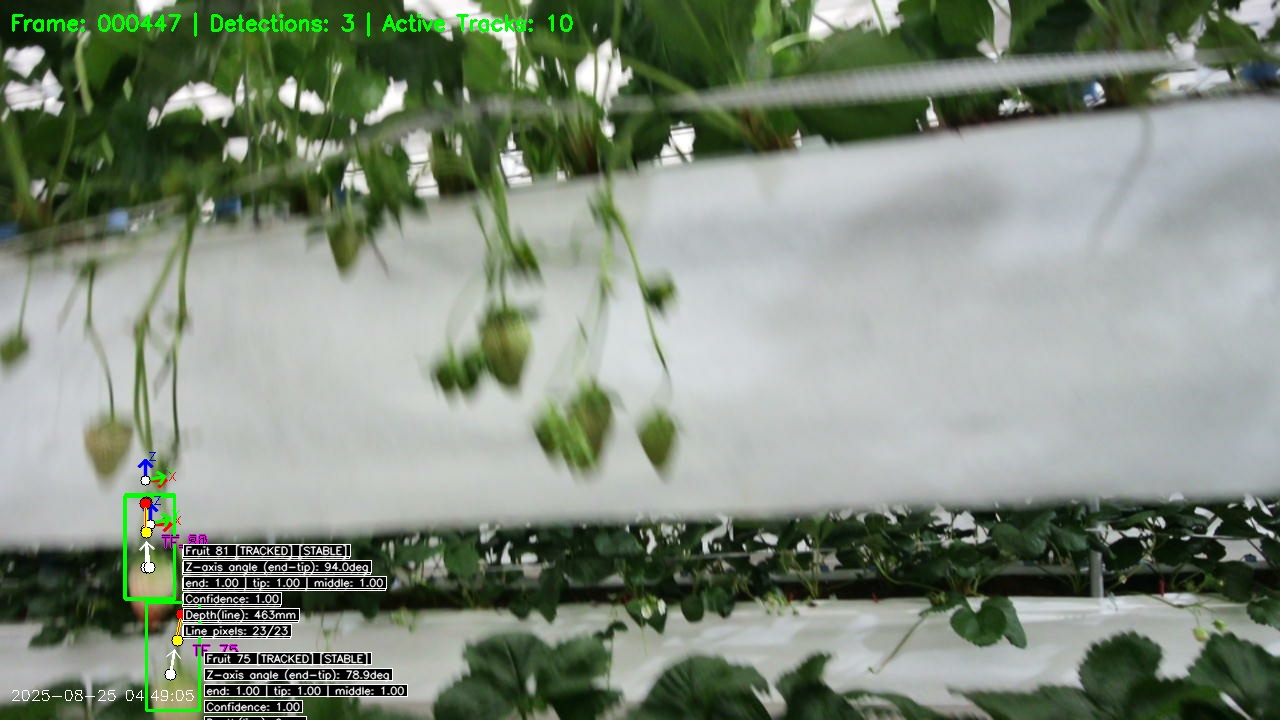 Frame: 000447 | Detections: 3 | Active Tracks: 10
Z
X
Z
X
Fruit 81 [TRACKED] [STABLE]
Z-axis angle (end-tip): 94.0deg
end: 1.00 | tip: 1.00 | middle: 1.00
Confidence: 1.00
Depth(line): 463mm
Line pixels: 23/23
TF_75
Fruit 75 [TRACKED] [STABLE]
Z-axis angle (end-tip): 78.9deg
end: 1.00 | tip: 1.00 | middle: 1.00
Confidence: 1.00
2025-08-26 04:49:05